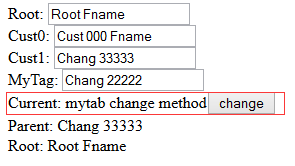 Root: Root Fname
Cust0: Cust 000 Fname
Cust1: Chang 33333
MyTag: Chang 22222
Current: mytab change method change
Parent: Chang 33333
Root: Root Fname